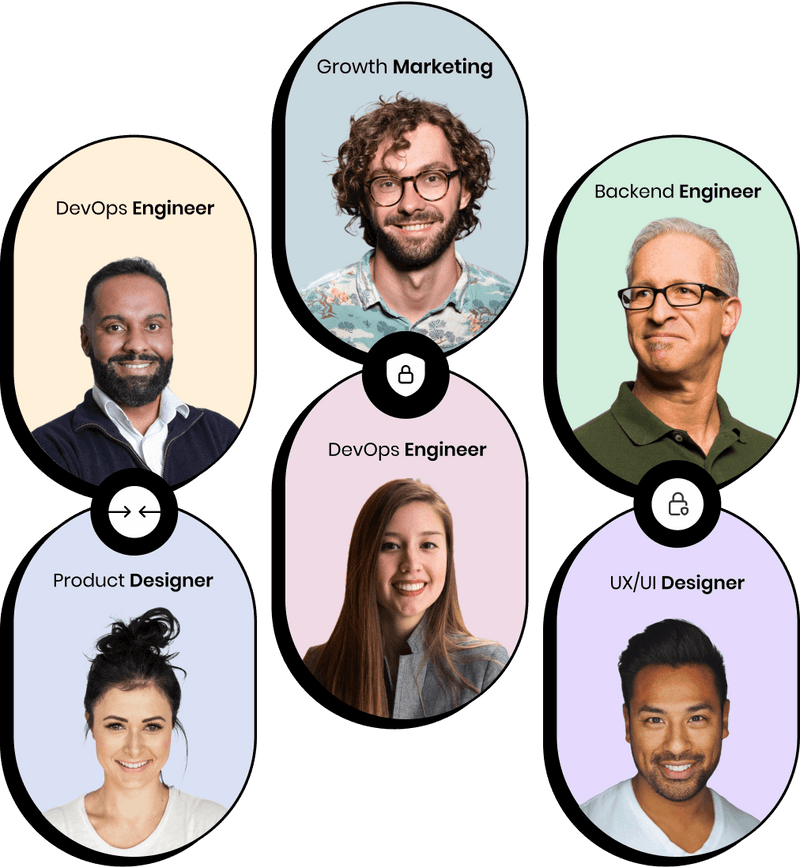 Growth Marketing
DevOps Engineer
Backend Engineer
DevOps Engineer
Product Designer
UX/UI Designer